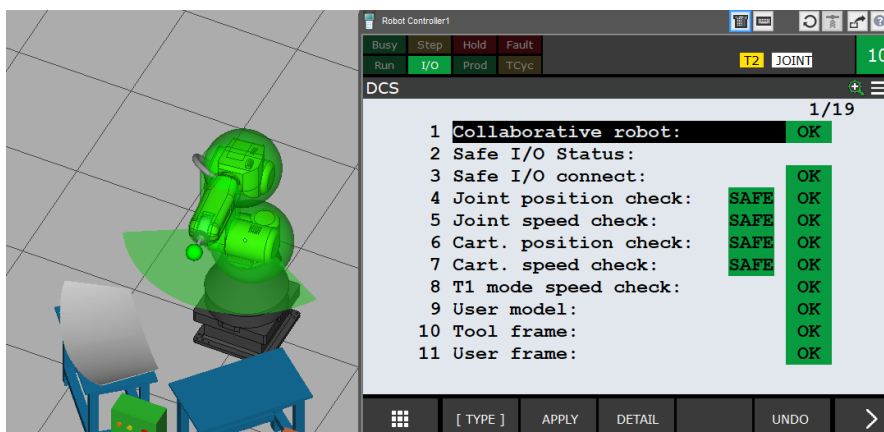 Robot Controller1
Busy Step Hold Fault
Run I/O Prod TCyc
T2 JOINT
10
DCS
1/19
1 Collaborative robot: OK
2 Safe I/O Status:
3 Safe I/O connect: OK
4 Joint position check: SAFE OK
5 Joint speed check: SAFE OK
6 Cart. position check: SAFE OK
7 Cart. speed check: SAFE OK
8 T1 mode speed check: OK
9 User model: OK
10 Tool frame: OK
11 User frame: OK
[ TYPE ] APPLY DETAIL UNDO >